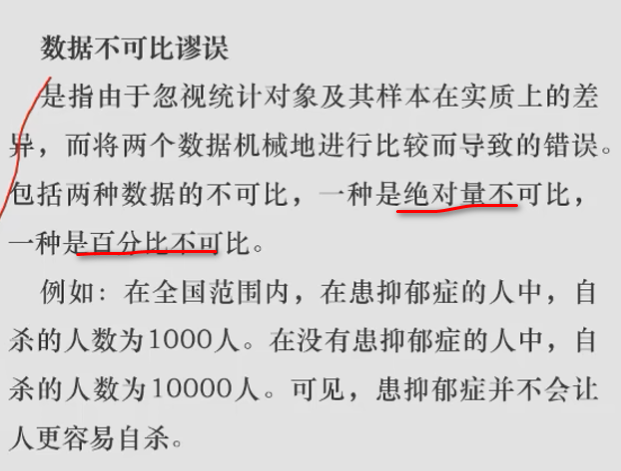 数据不可比谬误
是指由于忽视统计对象及其样本在实质上的差
异，而将两个数据机械地进行比较而导致的错误。
包括两种数据的不可比，一种是绝对量不可比，
一种是百分比不可比。
例如：在全国范围内，在患抑郁症的人中，自
杀的人数为1000人。在没有患抑郁症的人中，自
杀的人数为10000人。可见，患抑郁症并不会让
人更容易自杀。